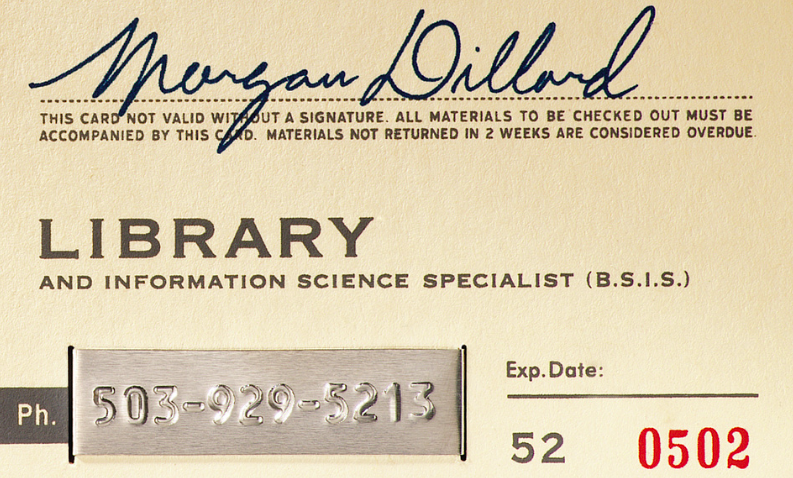 Morgan Dillard
THIS CARD NOT VALID WITHOUT A SIGNATURE. ALL MATERIALS TO BE CHECKED OUT MUST BE
ACCOMPANIED BY THIS CARD. MATERIALS NOT RETURNED IN 2 WEEKS ARE CONSIDERED OVERDUE.
LIBRARY
AND INFORMATION SCIENCE SPECIALIST (B.S.I.S.)
Ph. 503-929-5213
Exp.Date:
52 0502